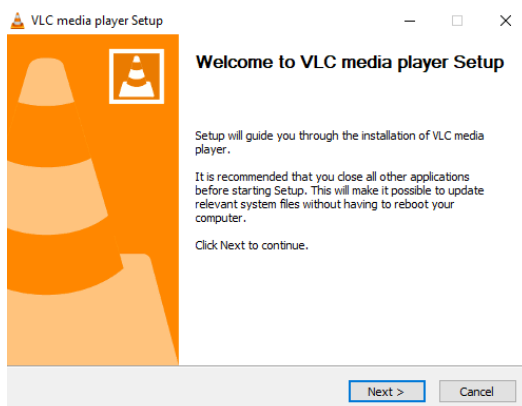 VLC media player Setup
Welcome to VLC media player Setup
Setup will guide you through the installation of VLC media
player.
It is recommended that you close all other applications
before starting Setup. This will make it possible to update
relevant system files without having to reboot your
computer.
Click Next to continue.
Next >
Cancel